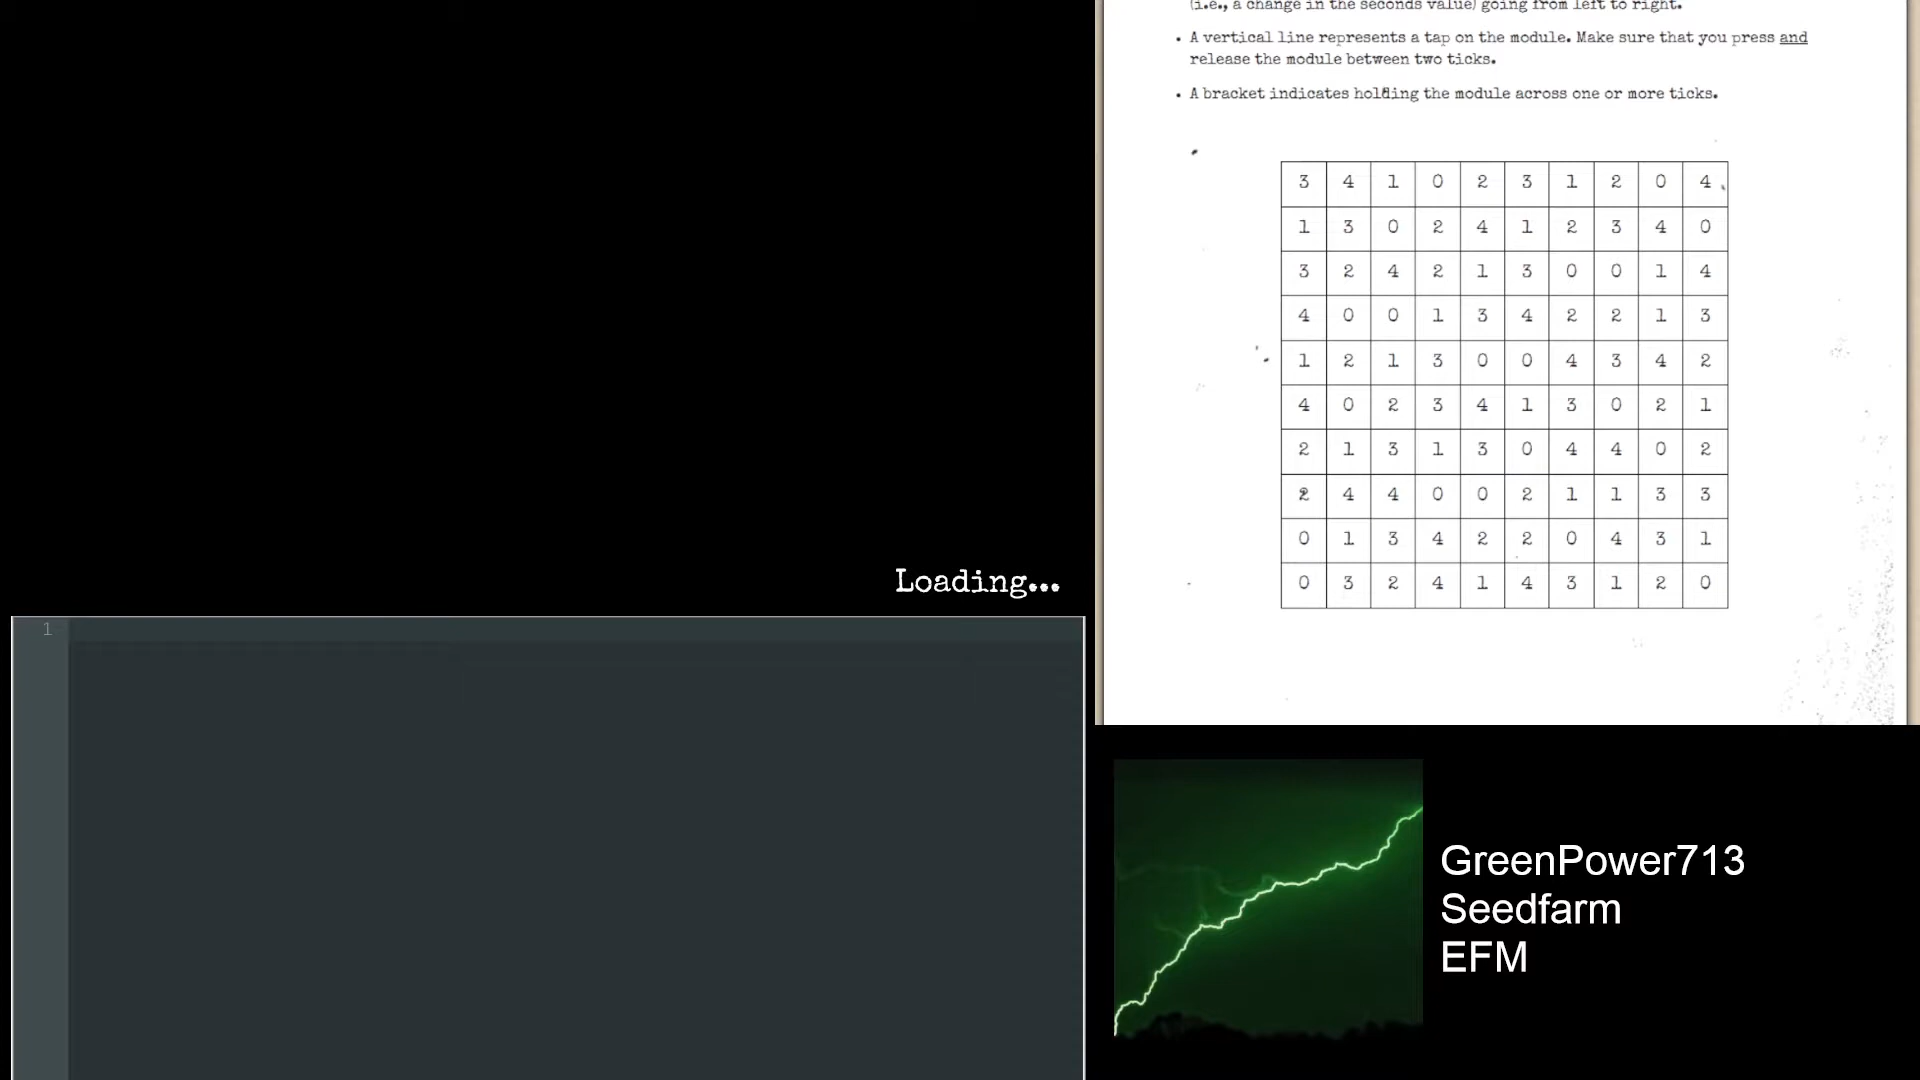 (i.e., a change in the seconds value) going from left to right.
• A vertical line represents a tap on the module. Make sure that you press and
release the module between two ticks.
• A bracket indicates holding the module across one or more ticks.
3 4 1 0 2 3 1 2 0 4
1 3 0 2 4 1 2 3 4 0
3 2 4 2 1 3 0 0 1 4
4 0 0 1 3 4 2 2 1 3
1 2 1 3 0 0 4 3 4 2
4 0 2 3 4 1 3 0 2 1
2 1 3 1 3 0 4 4 0 2
2 4 4 0 0 2 1 1 3 3
0 1 3 4 2 2 0 4 3 1
0 3 2 4 1 4 3 1 2 0
Loading...
1
GreenPower713
Seedfarm
EFM